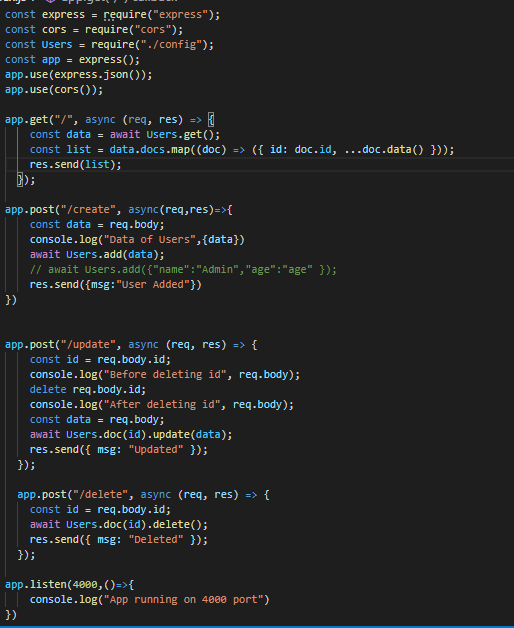 const express = require("express");
const cors = require("cors");
const Users = require("./config");
const app = express();
app.use(express.json());
app.use(cors());
app.get("/", async (req, res) => {
const data = await Users.get();
const list = data.docs.map((doc) => ({ id: doc.id, ...doc.data() }));
res.send(list);
});
app.post("/create", async(req,res)=>{
const data = req.body;
console.log("Data of Users",{data})
await Users.add(data);
// await Users.add({"name":"Admin","age":"age" });
res.send({msg:"User Added"})
})
app.post("/update", async (req, res) => {
const id = req.body.id;
console.log("Before deleting id", req.body);
delete req.body.id;
console.log("After deleting id", req.body);
const data = req.body;
await Users.doc(id).update(data);
res.send({ msg: "Updated" });
});
app.post("/delete", async (req, res) => {
const id = req.body.id;
await Users.doc(id).delete();
res.send({ msg: "Deleted" });
});
app.listen(4000,()=>{
console.log("App running on 4000 port")
})